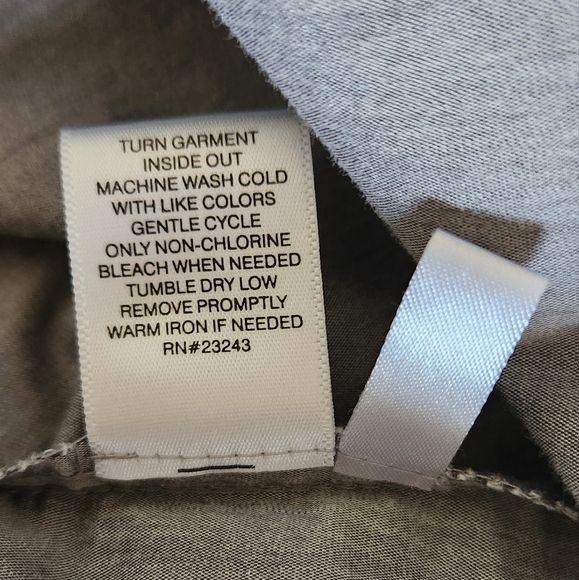 TURN GARMENT
INSIDE OUT
MACHINE WASH COLD
WITH LIKE COLORS
GENTLE CYCLE
ONLY NON-CHLORINE
BLEACH WHEN NEEDED
TUMBLE DRY LOW
REMOVE PROMPTLY
WARM IRON IF NEEDED
RN#23243